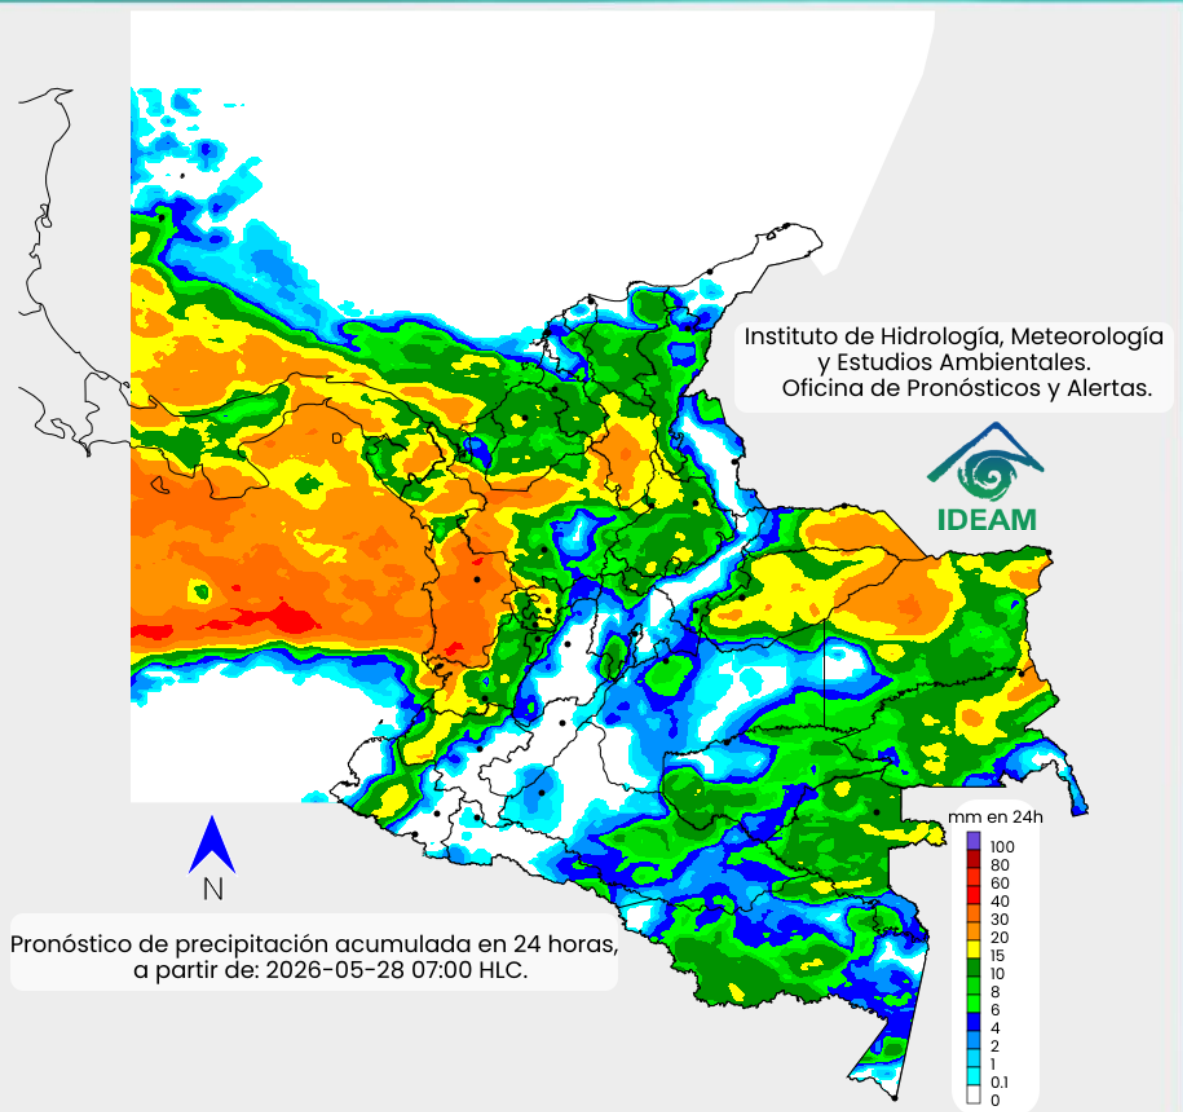 Instituto de Hidrología, Meteorología
y Estudios Ambientales.
Oficina de Pronósticos y Alertas.
IDEAM
mm en 24h
100
80
60
40
30
20
15
10
8
6
4
2
1
0.1
0
N
Pronóstico de precipitación acumulada en 24 horas,
a partir de: 2026-05-28 07:00 HLC.